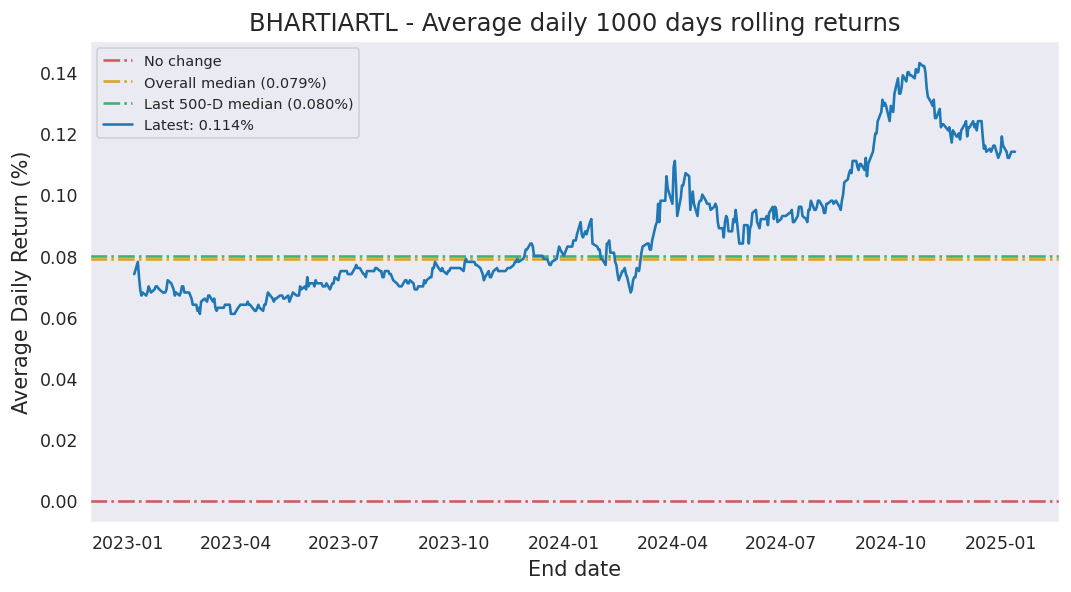 BHARTIARTL - Average daily 1000 days rolling returns
No change
Overall median (0.079%)
Last 500-D median (0.080%)
Latest: 0.114%
Average Daily Return (%)
0.14
0.12
0.10
0.08
0.06
0.04
0.02
0.00
2023-01 2023-04 2023-07 2023-10 2024-01 2024-04 2024-07 2024-10 2025-01
End date